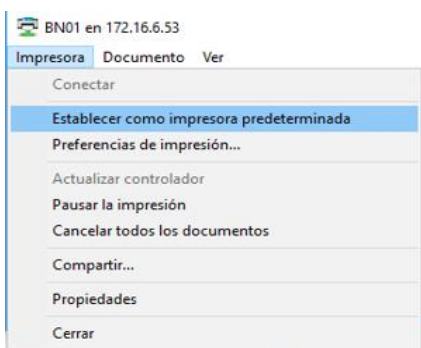 BN01 en 172.16.6.53
Impresora Documento Ver
Conectar
Establecer como impresora predeterminada
Preferencias de impresión...
Actualizar controlador
Pausar la impresión
Cancelar todos los documentos
Compartir...
Propiedades
Cerrar